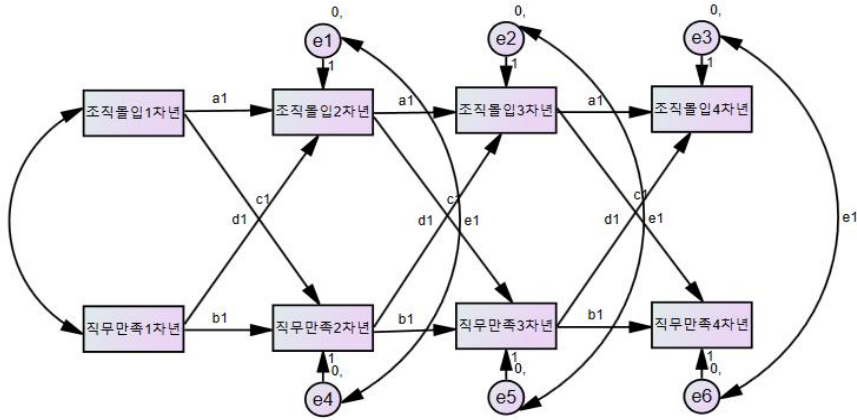 0, 0, 0,
e1 e2 e3
1 1 1
조직몰입1차년 a1 조직몰입2차년 a1 조직몰입3차년 a1 조직몰입4차년
c1 c1 c1
d1 d1 e1 d1 e1 e1
직무만족1차년 b1 직무만족2차년 b1 직무만족3차년 b1 직무만족4차년
1 1 1
0, 0, 0,
e4 e5 e6